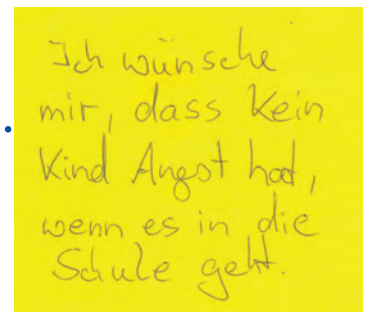 Ich wünsche
mir, dass kein
Kind Angst hat,
wenn es in die
Schule geht.